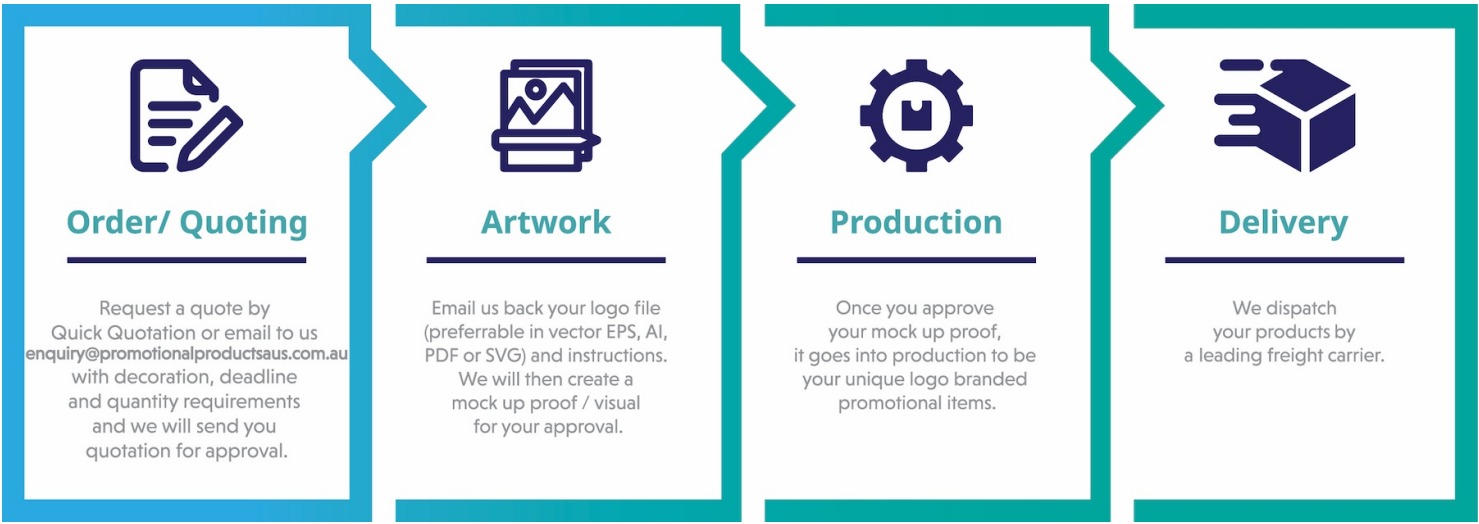 Order/ Quoting
Request a quote by
Quick Quotation or email to us
enquiry@promotionalproductsaus.com.au
with decoration, deadline
and quantity requirements
and we will send you
quotation for approval.
Artwork
Email us back your logo file
(preferrable in vector EPS, AI,
PDF or SVG) and instructions.
We will then create a
mock up proof / visual
for your approval.
Production
Once you approve
your mock up proof,
it goes into production to be
your unique logo branded
promotional items.
Delivery
We dispatch
your products by
a leading freight carrier.